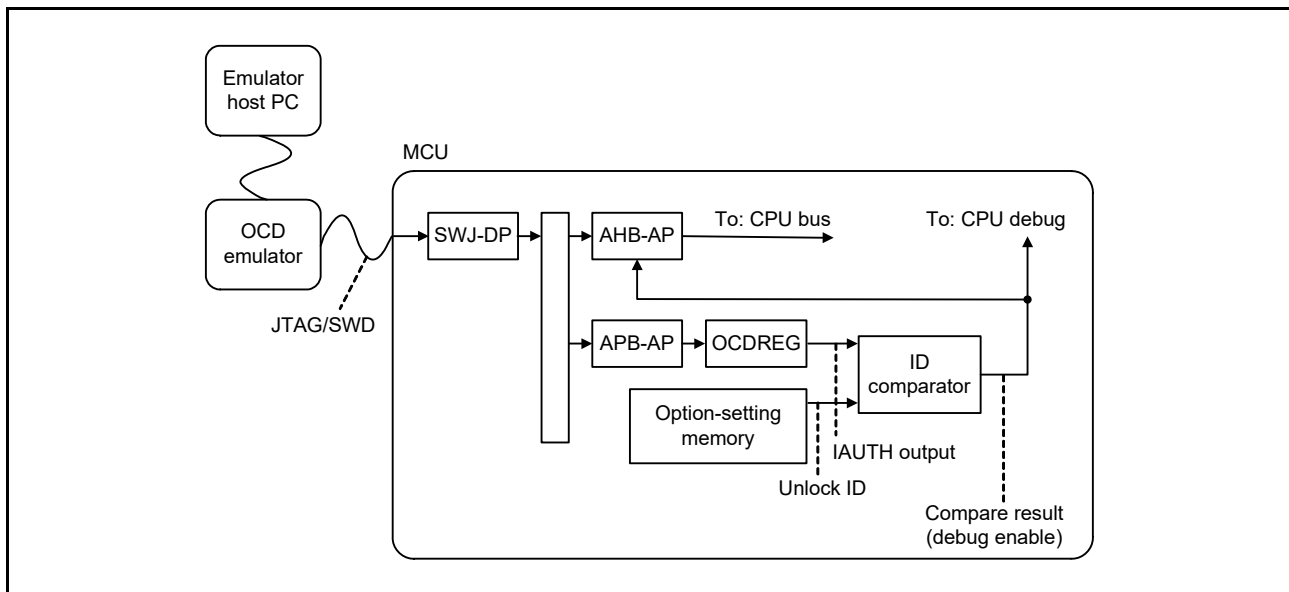 Emulator
host PC
MCU
OCD
emulator
SWJ-DP
AHB-AP
To: CPU bus
To: CPU debug
JTAG/SWD
APB-AP
OCDREG
ID
comparator
Option-setting
memory
IAUTH output
Unlock ID
Compare result
(debug enable)